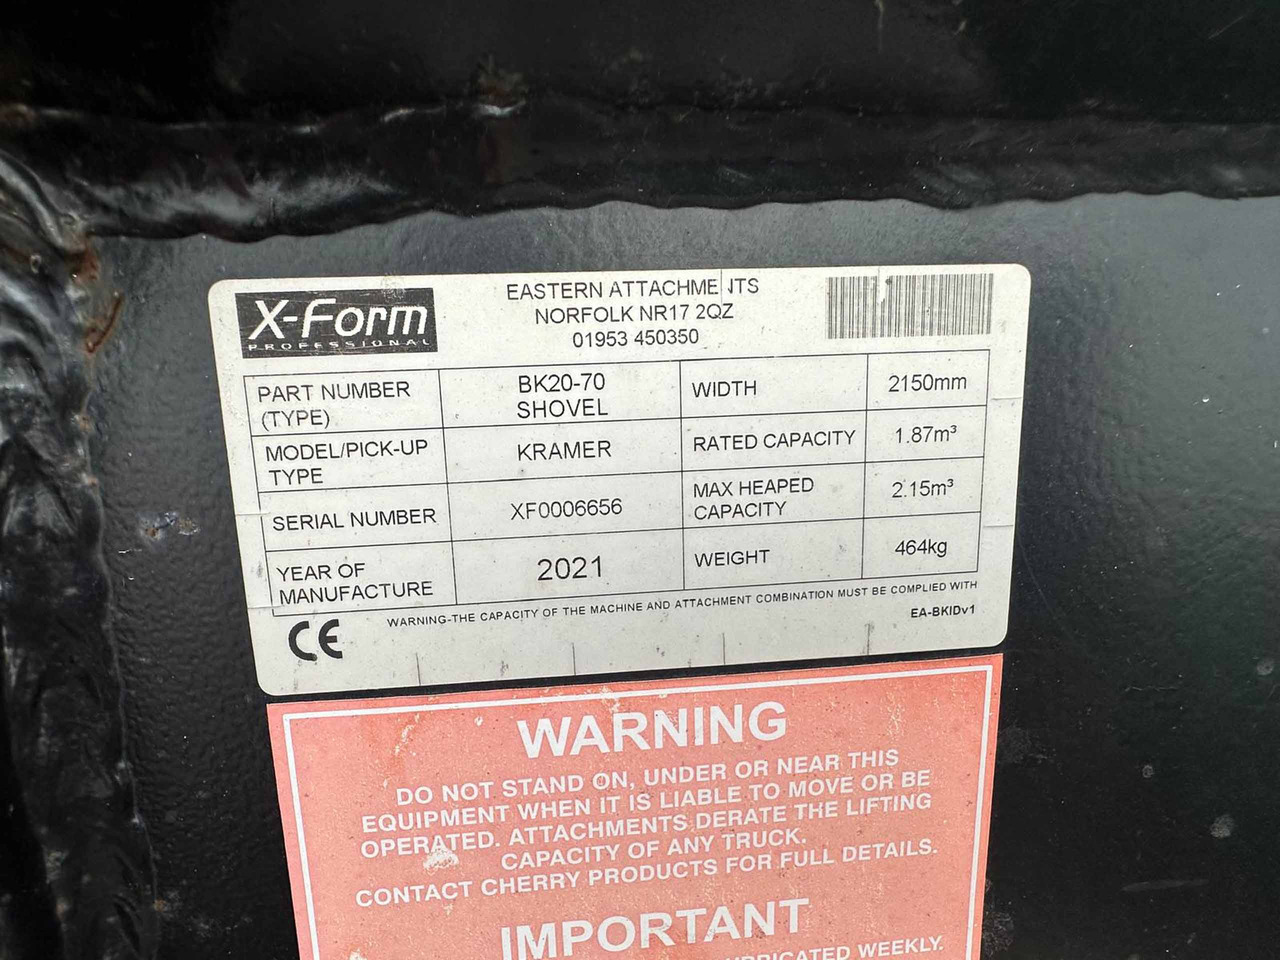 X-Form
PROFESSIONAL
EASTERN ATTACHMENTS
NORFOLK NR17 2QZ
01953 450350
PART NUMBER (TYPE) BK20-70 SHOVEL WIDTH 2150mm
MODEL/PICK-UP TYPE KRAMER RATED CAPACITY 1.87m³
SERIAL NUMBER XF0006656 MAX HEAPED CAPACITY 2.15m³
YEAR OF MANUFACTURE 2021 WEIGHT 464kg
WARNING-THE CAPACITY OF THE MACHINE AND ATTACHMENT COMBINATION MUST BE COMPLIED WITH
CE
EA-BKIDv1
WARNING
DO NOT STAND ON, UNDER OR NEAR THIS
EQUIPMENT WHEN IT IS LIABLE TO MOVE OR BE
OPERATED. ATTACHMENTS DERATE THE LIFTING
CAPACITY OF ANY TRUCK.
CONTACT CHERRY PRODUCTS FOR FULL DETAILS.
IMPORTANT
WEEKLY.